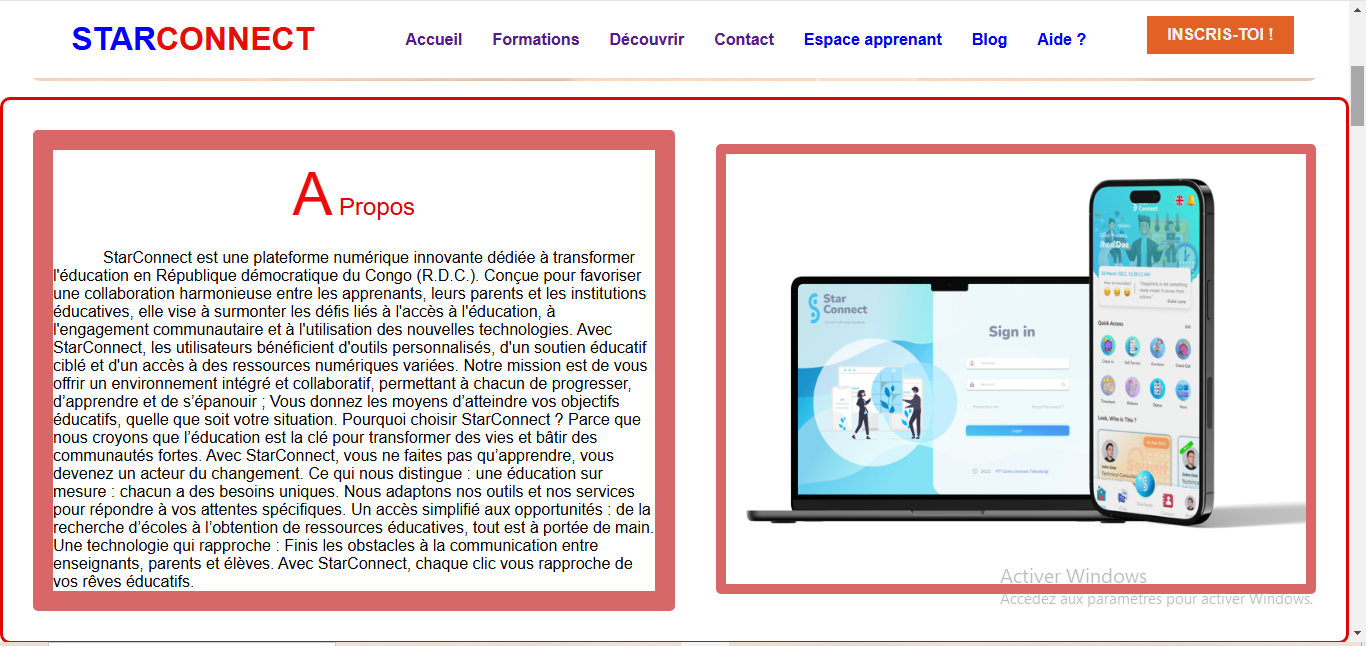 STARCONNECT
Accueil Formations Découvrir Contact Espace apprenant Blog Aide ?
INSCRIS-TOI !
A Propos
StarConnect est une plateforme numérique innovante dédiée à transformer
l'éducation en République démocratique du Congo (R.D.C.). Conçue pour favoriser
une collaboration harmonieuse entre les apprenants, leurs parents et les institutions
éducatives, elle vise à surmonter les défis liés à l'accès à l'éducation, à
l'engagement communautaire et à l'utilisation des nouvelles technologies. Avec
StarConnect, les utilisateurs bénéficient d'outils personnalisés, d'un soutien éducatif
ciblé et d'un accès à des ressources numériques variées. Notre mission est de vous
offrir un environnement intégré et collaboratif, permettant à chacun de progresser,
d’apprendre et de s’épanouir ; Vous donnez les moyens d’atteindre vos objectifs
éducatifs, quelle que soit votre situation. Pourquoi choisir StarConnect ? Parce que
nous croyons que l’éducation est la clé pour transformer des vies et bâtir des
communautés fortes. Avec StarConnect, vous ne faites pas qu’apprendre, vous
devenez un acteur du changement. Ce qui nous distingue : une éducation sur
mesure : chacun a des besoins uniques. Nous adaptons nos outils et nos services
pour répondre à vos attentes spécifiques. Un accès simplifié aux opportunités : de la
recherche d’écoles à l’obtention de ressources éducatives, tout est à portée de main.
Une technologie qui rapproche : Finis les obstacles à la communication entre
enseignants, parents et élèves. Avec StarConnect, chaque clic vous rapproche de
vos rêves éducatifs.
Star
Connect
Sign in
Login
2022
Connect
Jhon Doe
Quick Access
Look, Who is This ?
John Doe
Technical Consulta
John
Techni
Activer Windows
Accédez aux paramètres pour activer Windows.